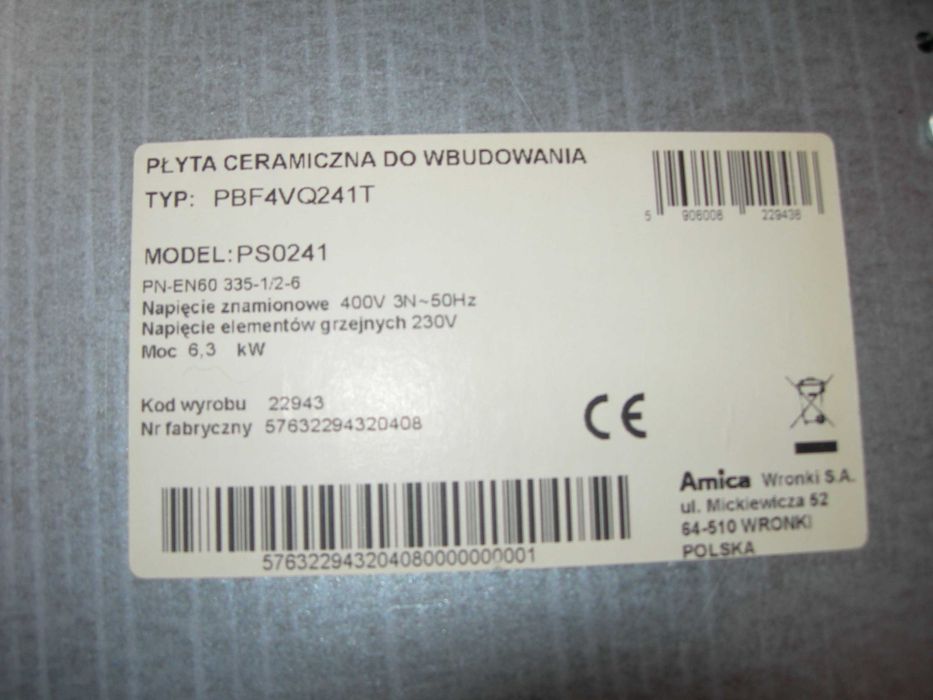 PŁYTA CERAMICZNA DO WBUDOWANIA
TYP: PBF4VQ241T
5 906006 229438
MODEL: PS0241
PN-EN60 335-1/2-6
Napięcie znamionowe 400V 3N~50Hz
Napięcie elementów grzejnych 230V
Moc 6,3 kW
Kod wyrobu 22943
Nr fabryczny 57632294320408
CE
Amica Wronki S.A.
ul. Mickiewicza 52
64-510 WRONKI
POLSKA
576322943204080000000001